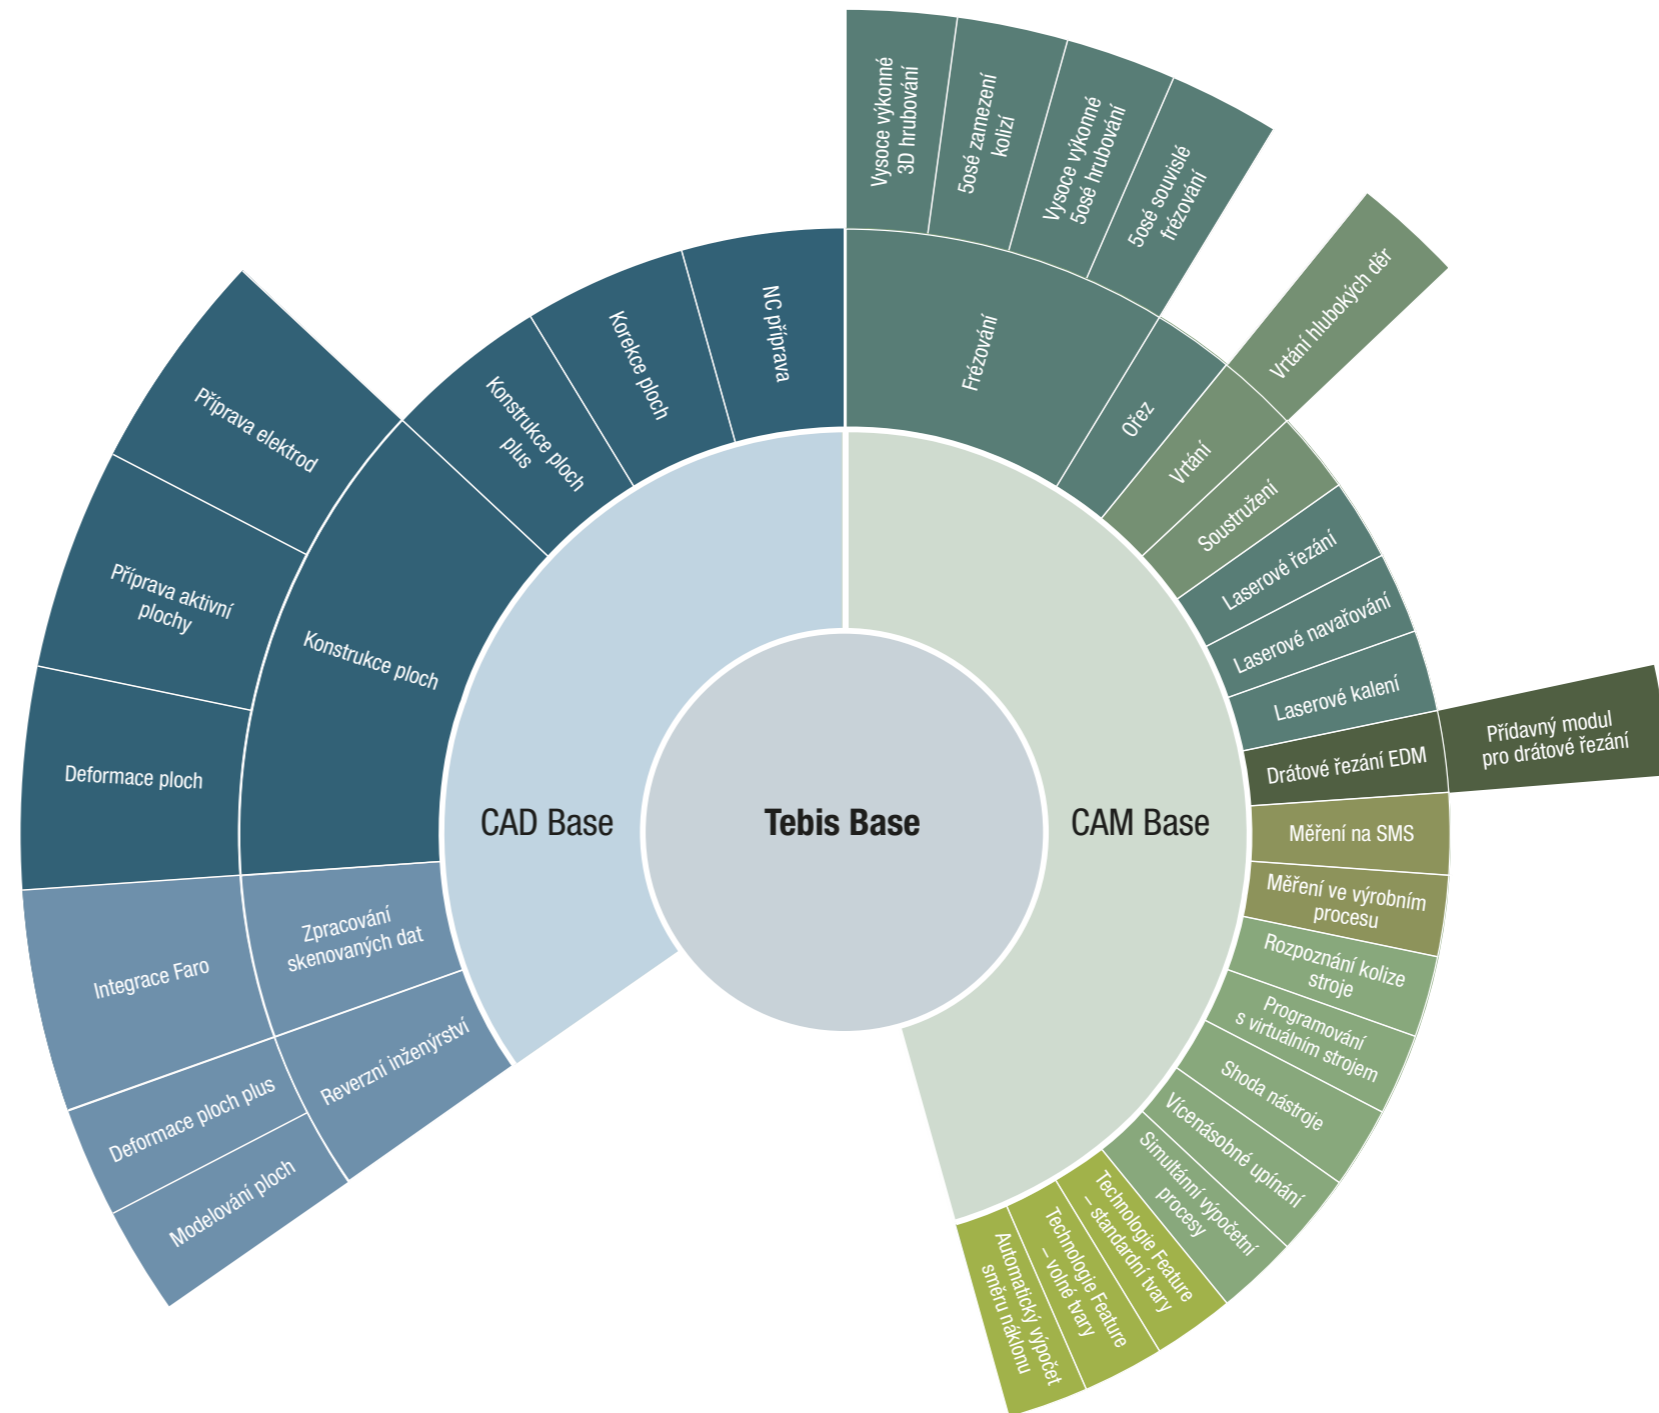 Vysoce výkonné
3D hrubování
5osé zamezení
kolizí
Vysoce výkonné
5osé hrubování
5osé souvislé
frézování
Frézování
Ořez
Vrtání
Vrtání hlubokých děr
Soustružení
Laserové řezání
Laserové navařování
Laserové kalení
Drátové řezání EDM
Přídavný modul
pro drátové řezání
Měření na SMS
Měření ve výrobním
procesu
Rozpoznání kolize
stroje
Programování
s virtuálním strojem
Shoda nástroje
Vícenásobné upínání
Simultánní výpočetní
procesy
Technologie Feature
– standardní tvary
Technologie Feature
– volné tvary
Automatický výpočet
směru náklonu
NC příprava
Korekce ploch
Konstrukce ploch
plus
Konstrukce ploch
Příprava elektrod
Příprava aktivní
plochy
Deformace ploch
Zpracování
skenovaných dat
Integrace Faro
Reverzní inženýrství
Deformace ploch plus
Modelování ploch
CAD Base
Tebis Base
CAM Base